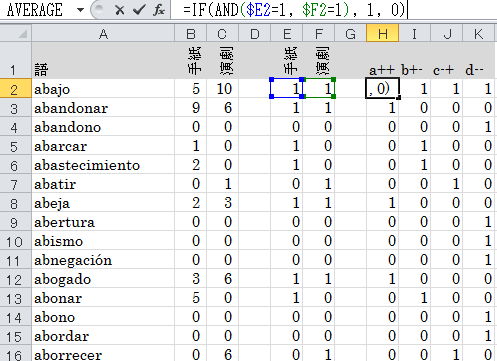 AVERAGE =IF(AND($E2=1, $F2=1), 1, 0)
A B C D E F G H I J K
1 語 手紙 演劇 手紙 演劇 a++ b+- c-+ d--
2 abajo 5 10 1 1 , 0) 1 1 1
3 abandonar 9 6 1 1 1 0 0 0
4 abandono 0 0 0 0 0 0 0 1
5 abarcar 1 0 1 0 0 1 0 0
6 abastecimiento 2 0 1 0 0 1 0 0
7 abatir 0 1 0 1 0 0 1 0
8 abeja 2 3 1 1 1 0 0 0
9 abertura 0 0 0 0 0 0 0 1
10 abismo 0 0 0 0 0 0 0 1
11 abnegación 0 0 0 0 0 0 0 1
12 abogado 3 6 1 1 1 0 0 0
13 abonar 5 0 1 0 0 1 0 0
14 abono 0 0 0 0 0 0 0 1
15 abordar 0 0 0 0 0 0 0 1
16 aborrecer 0 6 0 1 0 0 1 0